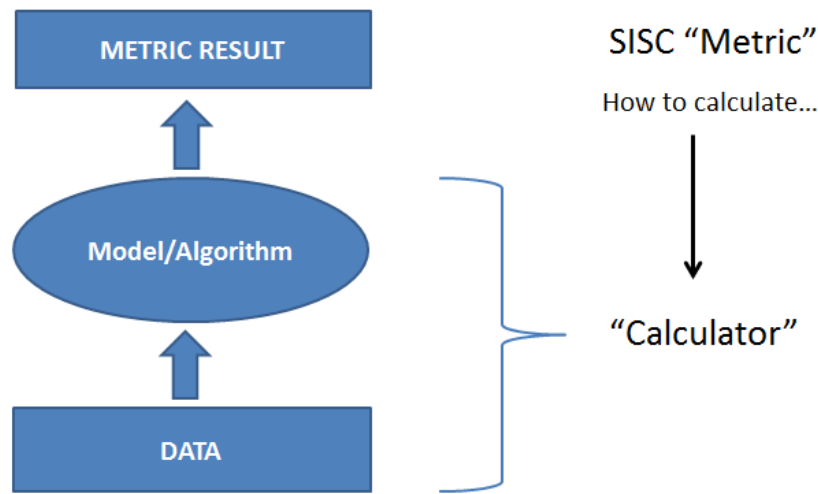 METRIC RESULT
SISC “Metric”
How to calculate...
Model/Algorithm
“Calculator”
DATA